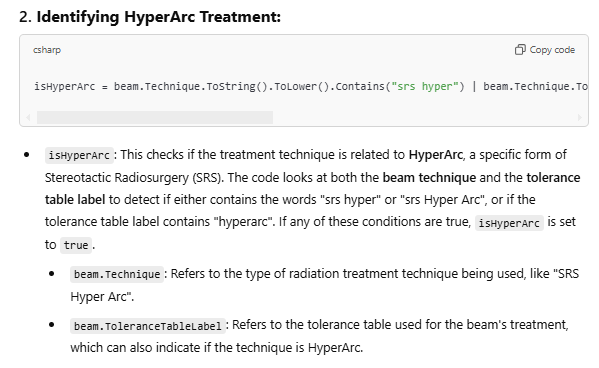 2. Identifying HyperArc Treatment:
csharp
Copy code
isHyperArc = beam.Technique.ToString().ToLower().Contains("srs hyper") | beam.Technique.To
isHyperArc: This checks if the treatment technique is related to HyperArc, a specific form of
Stereotactic Radiosurgery (SRS). The code looks at both the beam technique and the tolerance
table label to detect if either contains the words "srs hyper" or "srs Hyper Arc", or if the
tolerance table label contains "hyperarc". If any of these conditions are true, isHyperArc is set
to true.
beam.Technique: Refers to the type of radiation treatment technique being used, like "SRS
Hyper Arc".
beam.ToleranceTableLabel: Refers to the tolerance table used for the beam's treatment,
which can also indicate if the technique is HyperArc.